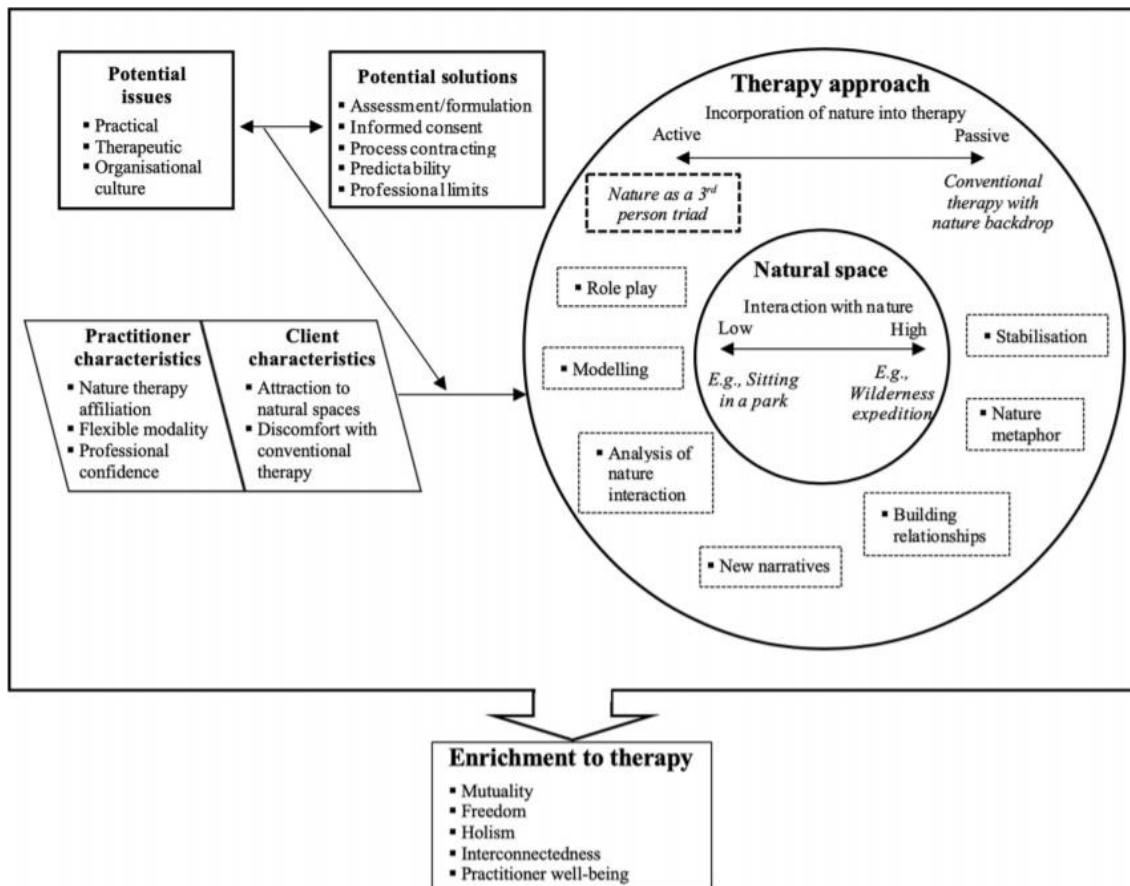 Potential
issues
▪ Practical
▪ Therapeutic
▪ Organisational
culture
Potential solutions
▪ Assessment/formulation
▪ Informed consent
▪ Process contracting
▪ Predictability
▪ Professional limits
Practitioner
characteristics
▪ Nature therapy
affiliation
▪ Flexible modality
▪ Professional
confidence
Client
characteristics
▪ Attraction to
natural spaces
▪ Discomfort with
conventional
therapy
Therapy approach
Incorporation of nature into therapy
Active
Passive
Nature as a 3rd
person triad
Conventional
therapy with
nature backdrop
Natural space
Interaction with nature
Low
High
E.g., Sitting
in a park
E.g.,
Wilderness
expedition
▪ Role play
▪ Modelling
▪ Analysis of
nature
interaction
▪ New narratives
▪ Building
relationships
▪ Nature
metaphor
▪ Stabilisation
Enrichment to therapy
▪ Mutuality
▪ Freedom
▪ Holism
▪ Interconnectedness
▪ Practitioner well-being